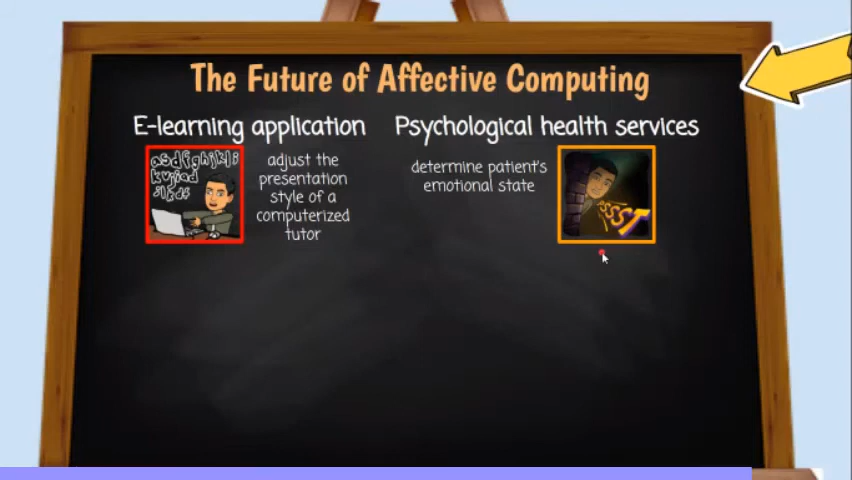 The Future of Affective Computing
E-learning application
adjust the
presentation
style of a
computerized
tutor
Psychological health services
determine patient's
emotional state